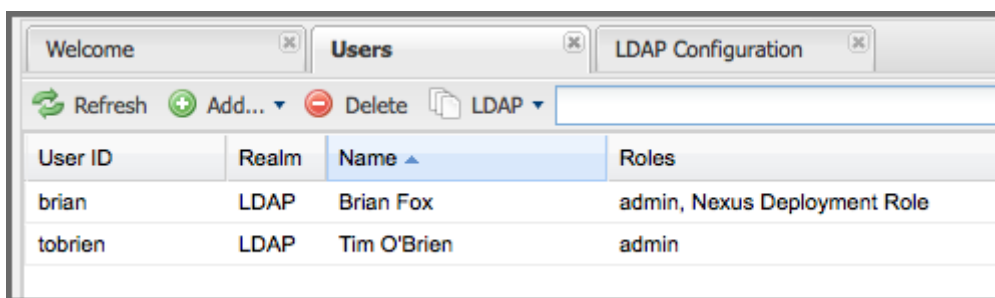 Welcome Users LDAP Configuration
Refresh Add... Delete LDAP
User ID Realm Name Roles
brian LDAP Brian Fox admin, Nexus Deployment Role
tobrien LDAP Tim O'Brien admin